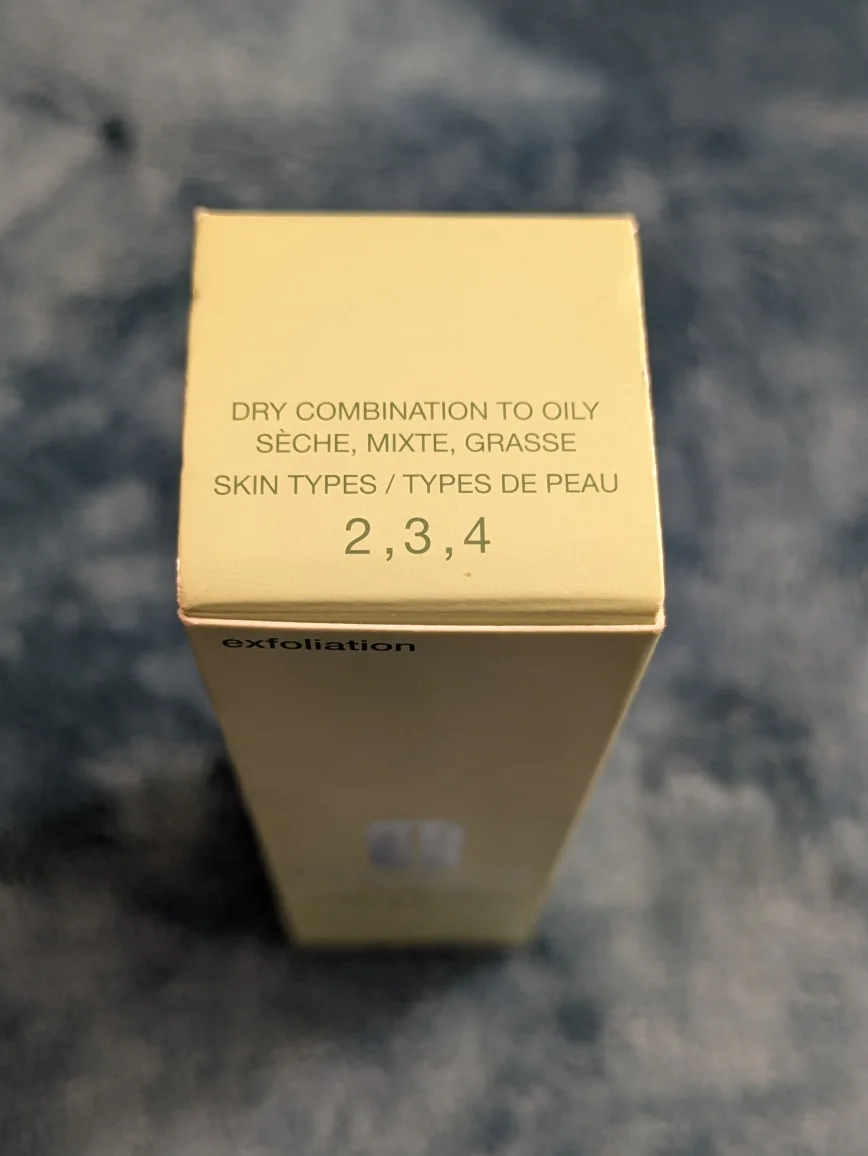 DRY COMBINATION TO OILY
SÈCHE, MIXTE, GRASSE
SKIN TYPES / TYPES DE PEAU
2,3,4
exfoliation